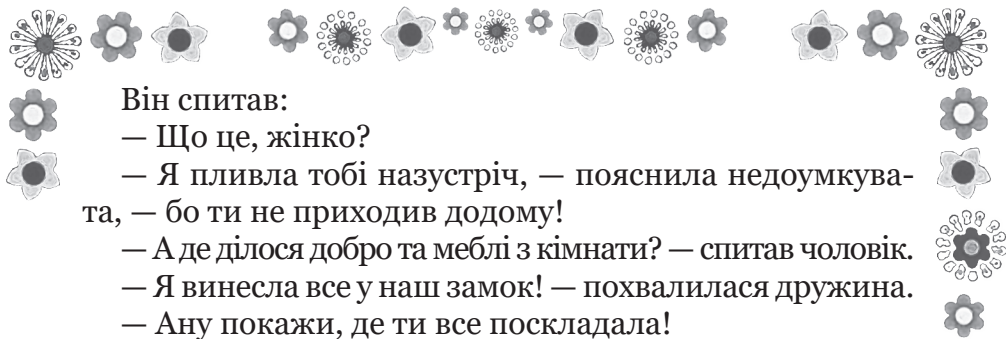 Він спитав:
— Що це, жінко?
— Я пливла тобі назустріч, — пояснила недоумкува-
та, — бо ти не приходив додому!
— А де ділося добро та меблі з кімнати? — спитав чоловік.
— Я винесла все у наш замок! — похвалилася дружина.
— Ану покажи, де ти все поскладала!